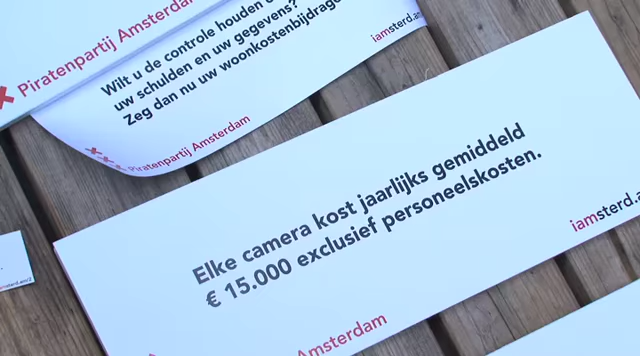 Piratenpartij Amsterdam
Wilt u de controle houden
uw schulden en uw gegevens?
Zeg dan nu uw woonkostenbijdrage
iamsterd.a
Piratenpartij Amsterdam
Elke camera kost jaarlijks gemiddeld
€ 15.000 exclusief personeelskosten.
iamsterd.a
Amsterdam